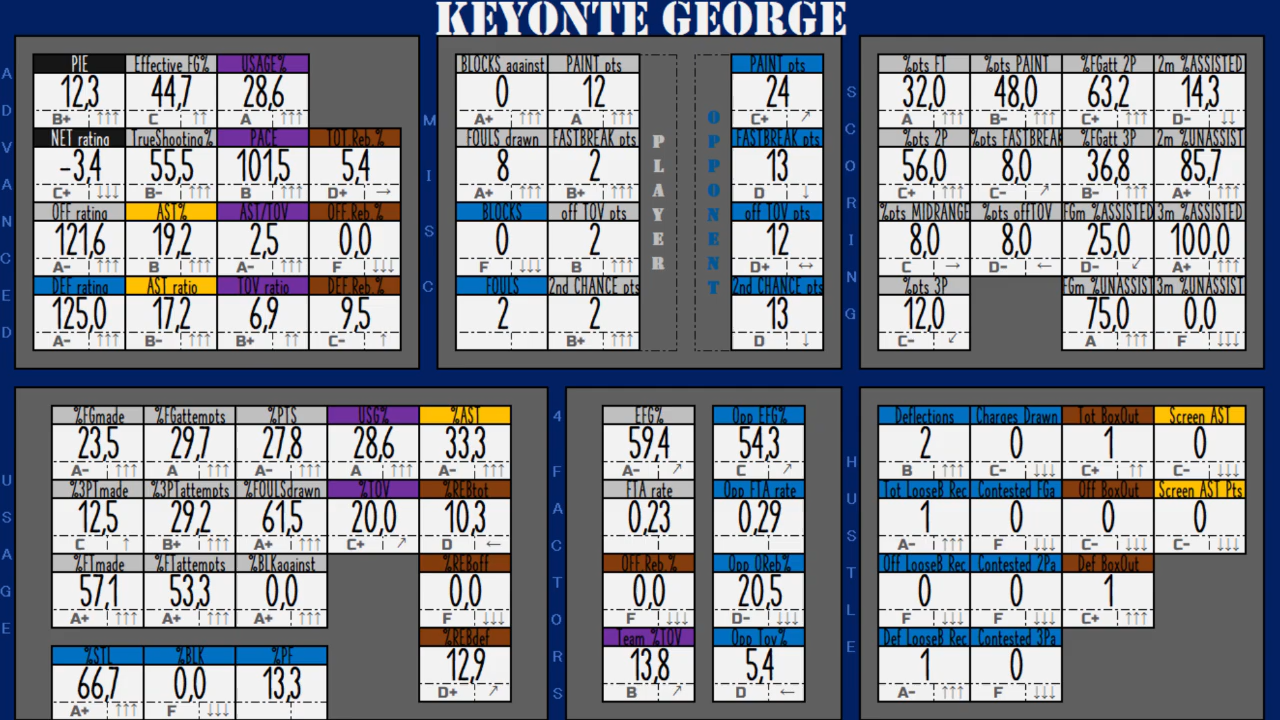 KEYONTE GEORGE
ADVANCED
PIE Effective FG% USAGE%
12,3 44,7 28,6
B+ ↑↑↑ C ↑↑ A ↑↑↑
NET rating TrueShooting% PACE TOT.Reb.%
-3,4 55,5 101,5 5,4
C+ ↓↓↓ B- ↑↑↑ B ↑↑↑ D+ →
OFF rating AST% AST/TOV OFF.Reb.%
121,6 19,2 2,5 0,0
A- ↑↑↑ B ↑↑↑ A- ↑↑↑ F ↓↓↓
DEF rating AST ratio TOV ratio DEF.Reb.%
125,0 17,2 6,9 9,5
A- ↑↑↑ B- ↑↑↑ B+ ↑↑ C- ↑
MISC
BLOCKS against PAINT pts PAINT pts
0 12 24
A+ ↑↑↑ A ↑↑↑ C+ ↗
FOULS drawn FASTBREAK pts FASTBREAK pts
8 2 13
A+ ↑↑↑ B+ ↑↑↑ D ↓
BLOCKS off TOV pts off TOV pts
0 2 12
F ↓↓↓ B ↑↑↑ D+ ↔
FOULS 2nd CHANCE pts 2nd CHANCE pts
2 2 13
B+ ↑↑↑ D ↓
PLAYER
OPPONENT
SCORING
%pts FT %pts PAINT %FGatt 2P 2m %ASSISTED
32,0 48,0 63,2 14,3
A ↑↑↑ B- ↑↑↑ C+ ↑↑↑ D- ↓↓
%pts 2P %pts FASTBREAK %FGatt 3P 2m %UNASSIST
56,0 8,0 36,8 85,7
C+ ↑↑↑ C- ↗ B- ↑↑↑ A+ ↑↑↑
%pts MIDRANGE %pts offTOV FGm %ASSISTED 3m %ASSISTED
8,0 8,0 25,0 100,0
C → D- ← D- ↙ A+ ↑↑↑
%pts 3P FGm %UNASSIST 3m %UNASSIST
12,0 75,0 0,0
C- ↙ A ↑↑↑ F ↓↓↓
USAGE
%FGmade %FGattempts %PTS USG% %AST
23,5 29,7 27,8 28,6 33,3
A- ↑↑↑ A ↑↑↑ A- ↑↑↑ A ↑↑↑ A- ↑↑↑
%3PTmade %3PTattempts %FOULSdrawn %TOV %REBtot
12,5 29,2 61,5 20,0 10,3
C ↑ B+ ↑↑↑ A+ ↑↑↑ C+ ↗ D ←
%FTmade %FTattempts %BLKagainst %REBoff
57,1 53,3 0,0 0,0
A+ ↑↑↑ A+ ↑↑↑ A+ ↑↑↑ F ↓↓↓
%REBdef
12,9
D+ ↗
%STL %BLK %PF
66,7 0,0 13,3
A+ ↑↑↑ F ↓↓↓
4 FACTORS
EFG% Opp EFG%
59,4 54,3
A- ↗ C ↗
FTA rate Opp FTA rate
0,23 0,29
OFF.Reb.% Opp OReb%
0,0 20,5
F ↓↓↓ D- ↓↓↓
Team %TOV Opp Tov%
13,8 5,4
B ↗ D ←
HUSTLE
Deflections Charges Drawn Tot BoxOut Screen AST
2 0 1 0
B ↑↑↑ C- ↓↓↓ C+ ↑↑ C- ↓↓↓
Tot LooseB Rec Contested FGa Off BoxOut Screen AST Pts
1 0 0 0
A- ↑↑↑ F ↓↓↓ C- ↓↓↓ C- ↓↓↓
Off LooseB Rec Contested 2Pa Def BoxOut
0 0 1
F ↓↓↓ F ↓↓↓ C+ ↑↑↑
Def LooseB Rec Contested 3Pa
1 0
A- ↑↑↑ F ↓↓↓